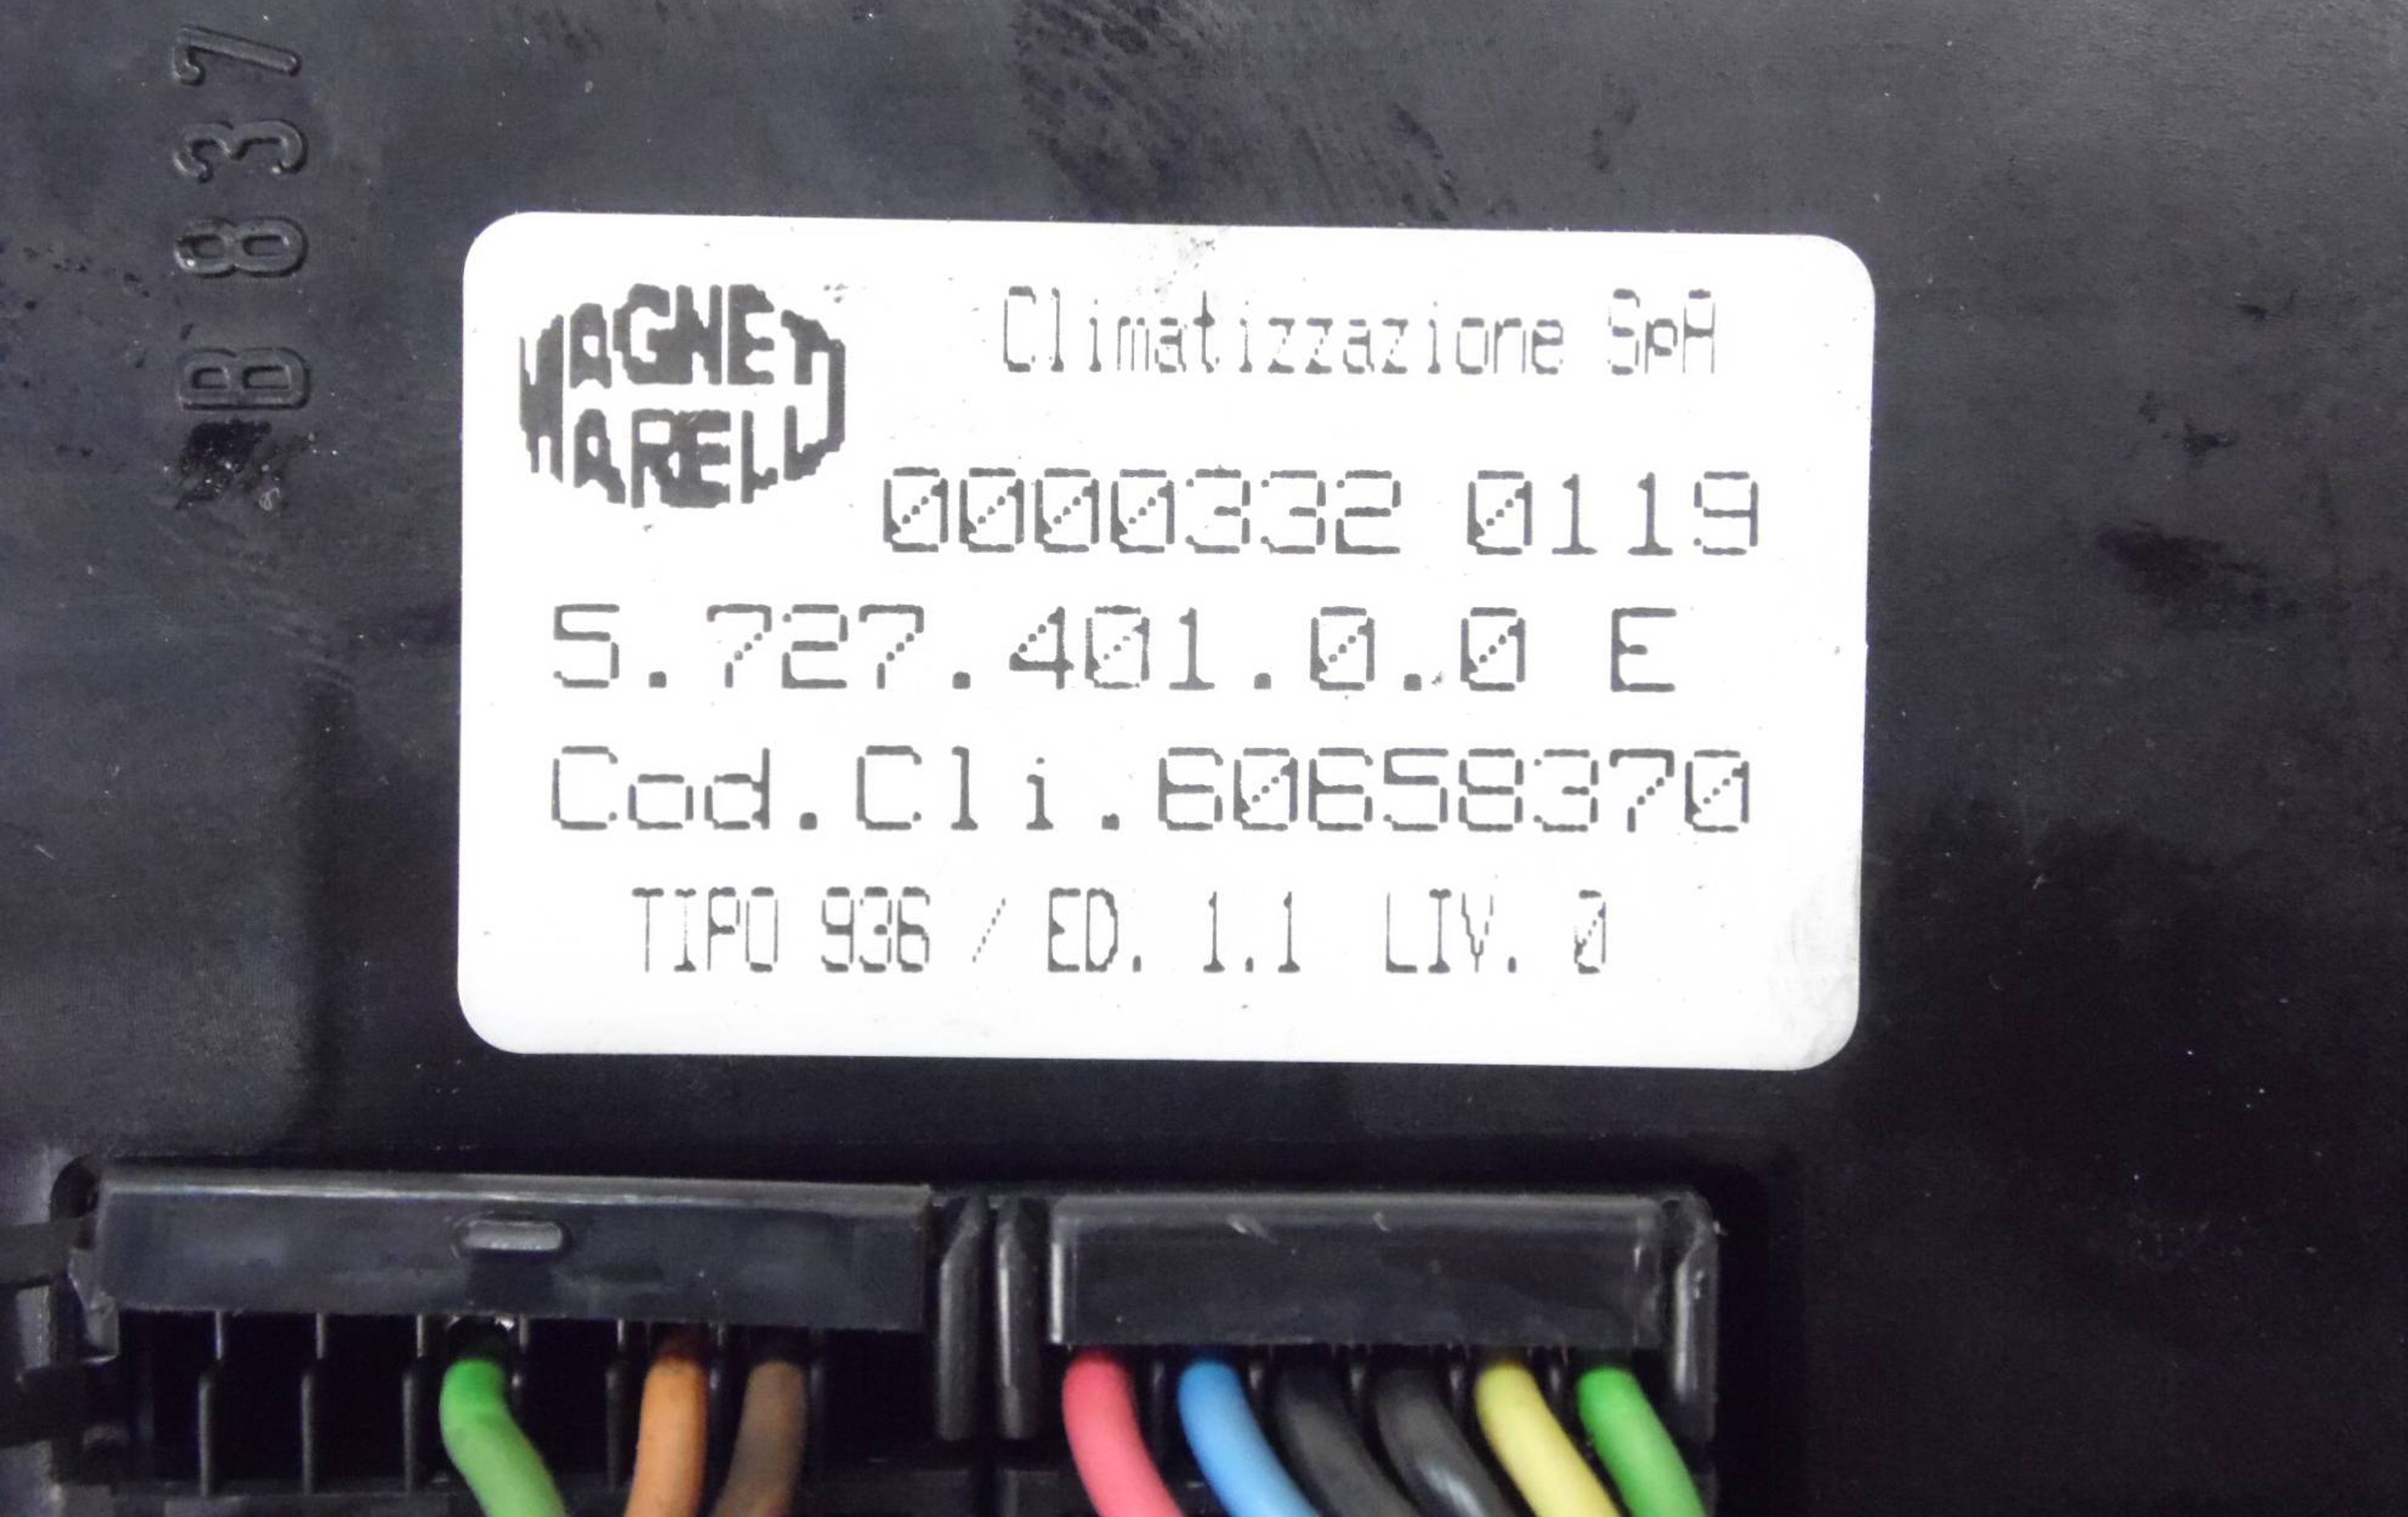 B 837
MAGNETI
MARELLI
Climatizzazione SpA
0000332 0119
5.727.401.0.0 E
Cod.Cli.60658370
TIPO 936 / ED. 1.1 LIV. 0